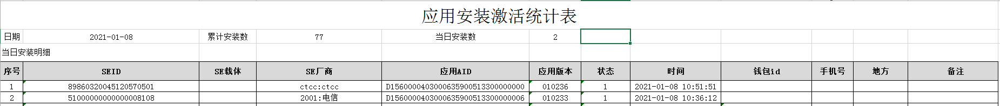 应用安装激活统计表
日期 2021-01-08 累计安装数 77 当日安装数 2
当日安装明细
序号 SEID SE载体 SE厂商 应用AID 应用版本 状态 时间 钱包id 手机号 地方 备注
1 89860320045120570501 ctcc:ctcc D1560000403000635900513300000000 010236 1 2021-01-08 10:51:51
2 51000000000000008108 2001:电信 D1560000403000635900513300000006 010233 1 2021-01-08 10:36:12